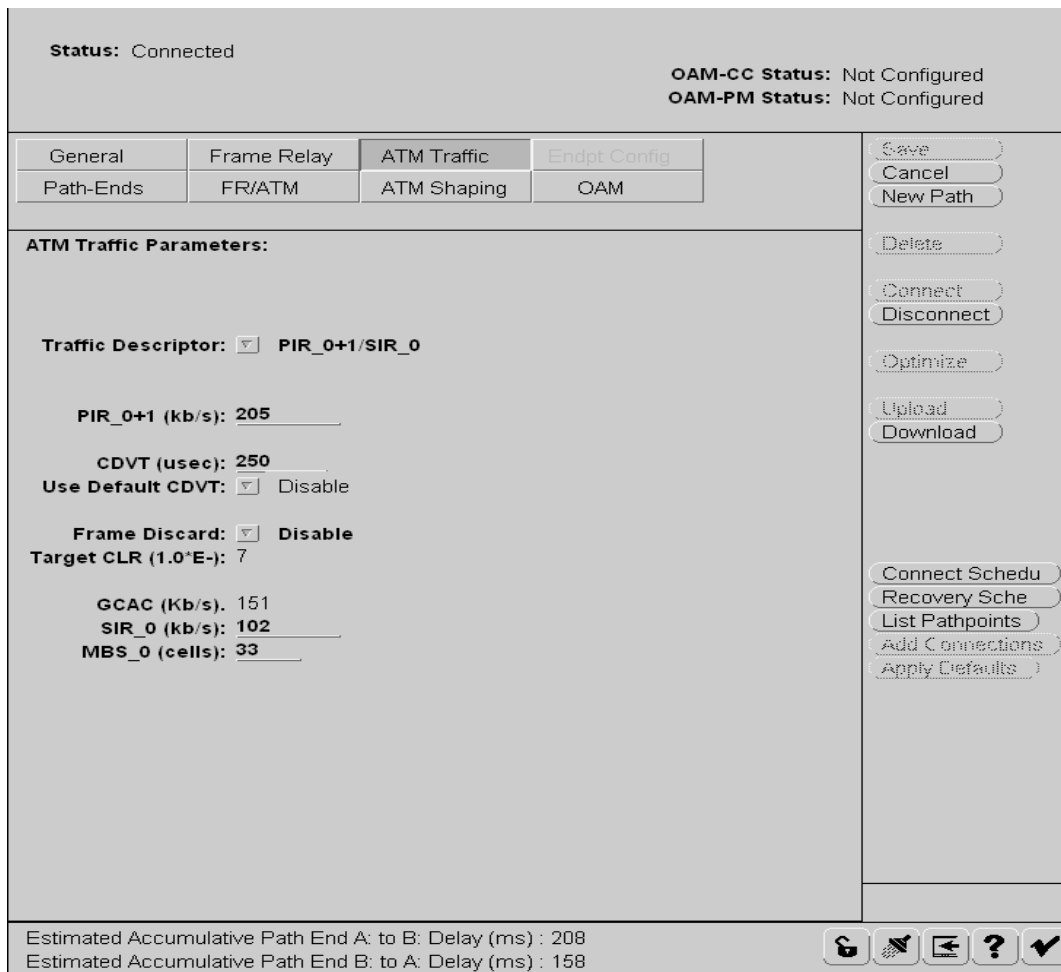 Status: Connected
OAM-CC Status: Not Configured
OAM-PM Status: Not Configured
General Frame Relay ATM Traffic Endpt Config
Path-Ends FR/ATM ATM Shaping OAM
Save
Cancel
New Path
Delete
Connect
Disconnect
Optimize
Upload
Download
Connect Schedu
Recovery Sche
List Pathpoints
Add Connections
Apply Defaults
ATM Traffic Parameters:
Traffic Descriptor: PIR_0+1/SIR_0
PIR_0+1 (kb/s): 205
CDVT (usec): 250
Use Default CDVT: Disable
Frame Discard: Disable
Target CLR (1.0*E-): 7
GCAC (Kb/s). 151
SIR_0 (kb/s): 102
MBS_0 (cells): 33
Estimated Accumulative Path End A: to B: Delay (ms) : 208
Estimated Accumulative Path End B: to A: Delay (ms) : 158
?